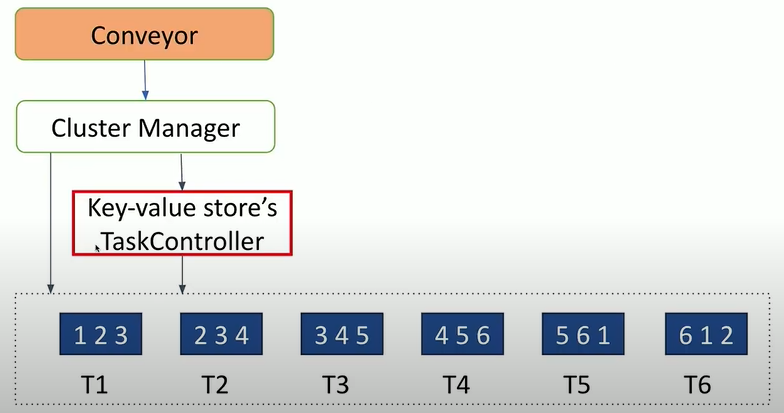 Conveyor
Cluster Manager
Key-value store's
TaskController
1 2 3
2 3 4
3 4 5
4 5 6
5 6 1
6 1 2
T1
T2
T3
T4
T5
T6